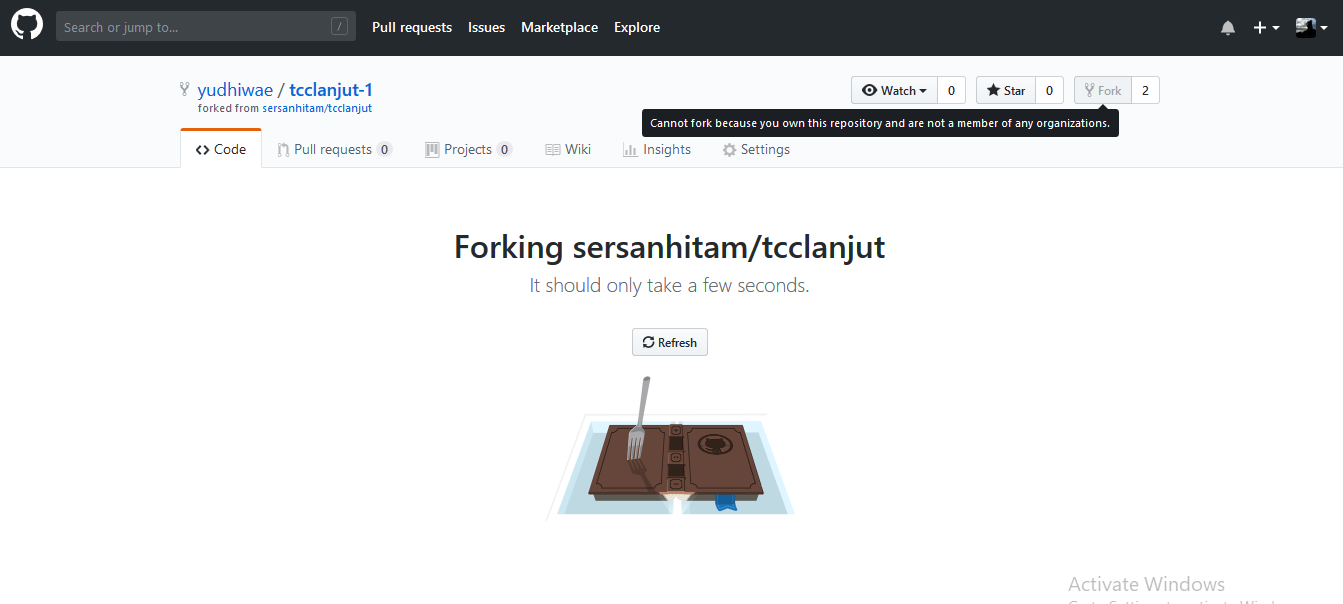 Search or jump to... / Pull requests Issues Marketplace Explore
yudhiwae / tcclanjut-1 Watch 0 Star 0 Fork 2
forked from sersanhitam/tcclanjut
Cannot fork because you own this repository and are not a member of any organizations.
Code Pull requests 0 Projects 0 Wiki Insights Settings
Forking sersanhitam/tcclanjut
It should only take a few seconds.
Refresh
Activate Windows